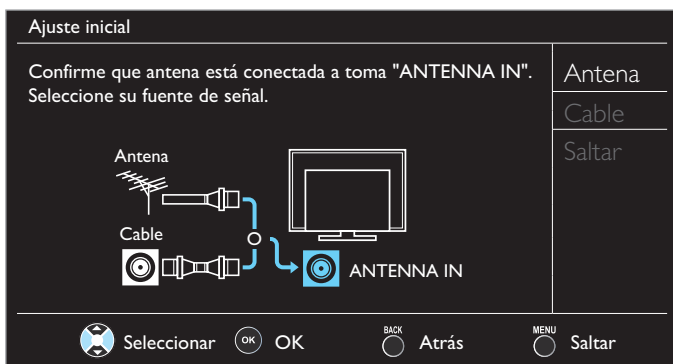 Ajuste inicial
Confirme que antena está conectada a toma "ANTENNA IN".
Seleccione su fuente de señal.
Antena
Cable
Saltar
Antena
Cable
O
ANTENNA IN
Seleccionar
OK
OK
BACK
Atrás
MENU
Saltar